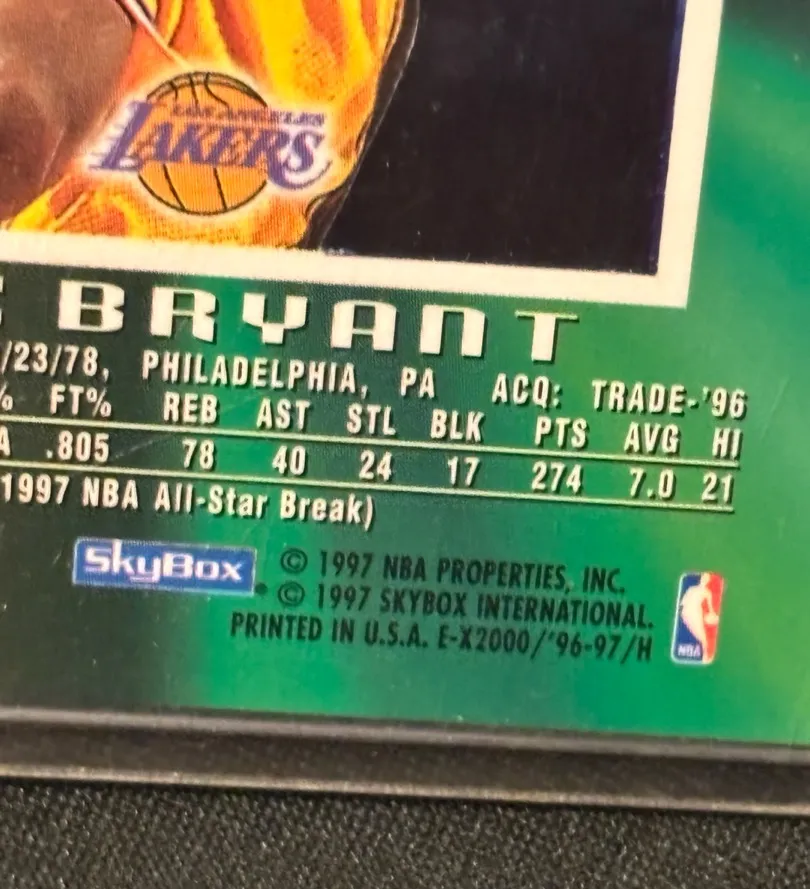 LOS ANGELES
LAKERS
BRYANT
/23/78, PHILADELPHIA, PA ACQ: TRADE-'96
% FT% REB AST STL BLK PTS AVG HI
A .805 78 40 24 17 274 7.0 21
1997 NBA All-Star Break)
SkyBox
© 1997 NBA PROPERTIES, INC.
© 1997 SKYBOX INTERNATIONAL.
PRINTED IN U.S.A. E-X2000/'96-97/H
NBA